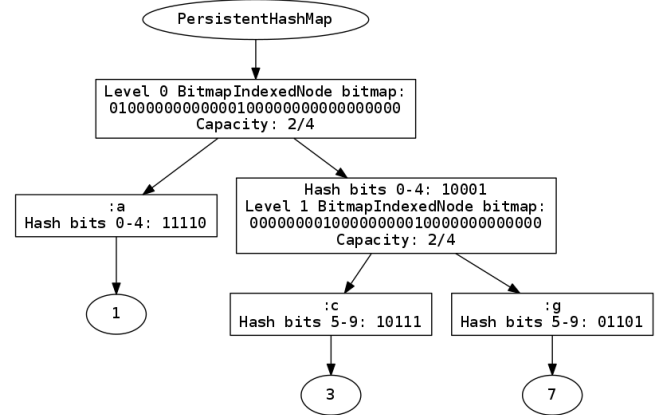 PersistentHashMap
Level 0 BitmapIndexedNode bitmap:
01000000000000100000000000000000
Capacity: 2/4
:a
Hash bits 0-4: 11110
Hash bits 0-4: 10001
Level 1 BitmapIndexedNode bitmap:
00000000100000000010000000000000
Capacity: 2/4
1
:c
Hash bits 5-9: 10111
:g
Hash bits 5-9: 01101
3
7